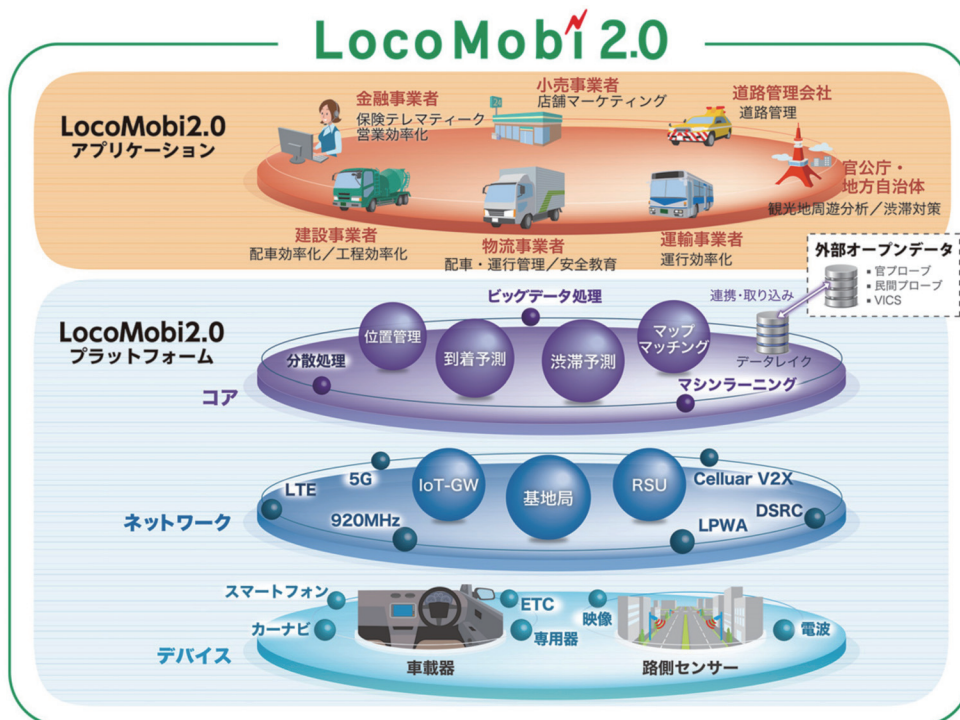 LocoMobi 2.0
LocoMobi2.0
アプリケーション
金融事業者
保険テレマティーク
営業効率化
小売事業者
店舗マーケティング
道路管理会社
道路管理
官公庁・
地方自治体
観光地周遊分析／渋滞対策
建設事業者
配車効率化／工程効率化
物流事業者
配車・運行管理／安全教育
運輸事業者
運行効率化
外部オープンデータ
■ 官プローブ
■ 民間プローブ
■ VICS
連携・取り込み
データレイク
LocoMobi2.0
プラットフォーム
コア
ビッグデータ処理
分散処理
位置管理
到着予測
渋滞予測
マップ
マッチング
マシンラーニング
ネットワーク
LTE
5G
920MHz
IoT-GW
基地局
RSU
Celluar V2X
DSRC
LPWA
デバイス
スマートフォン
カーナビ
ETC
専用器
車載器
映像
電波
路側センサー